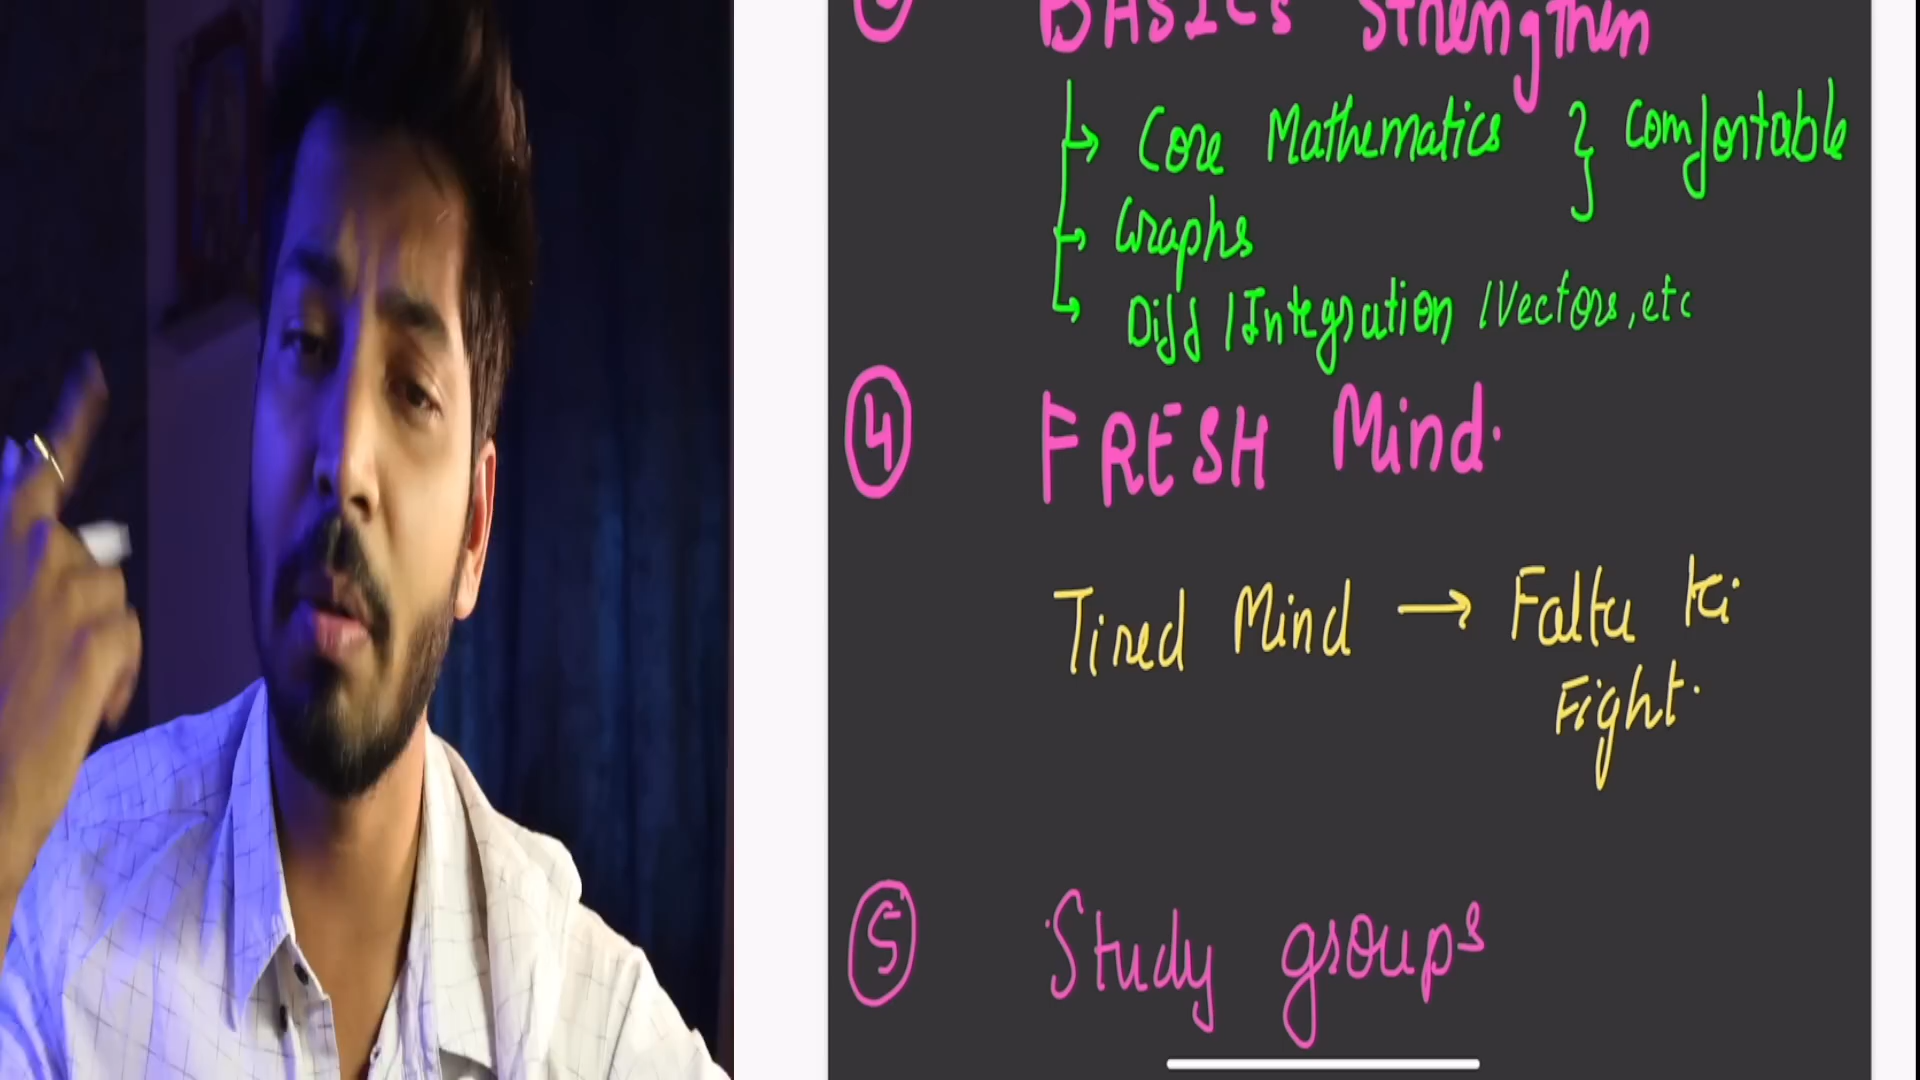 BASICS Strengthen
Core Mathematics } Comfortable
Graphs
Diff / Integration / Vectors, etc
4 FRESH Mind.
Tired Mind → Faltu ki
Fight.
5 Study groups